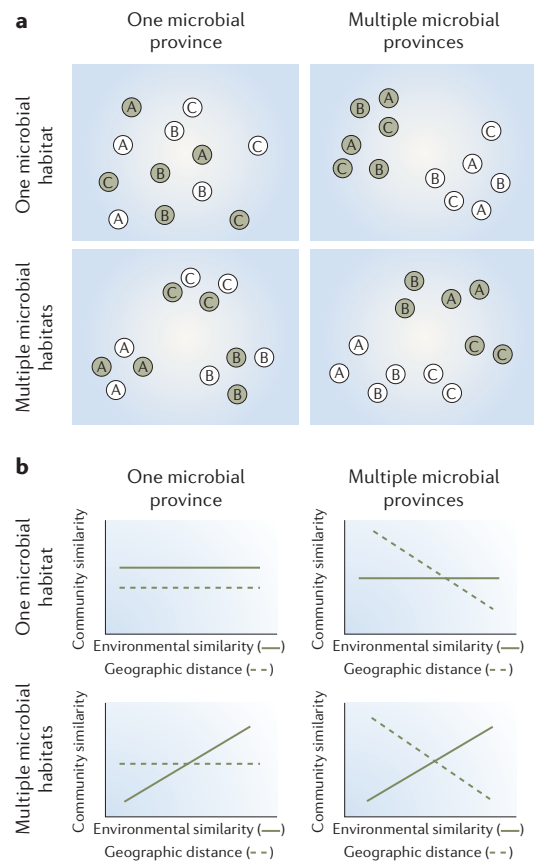 a
One microbial
province
Multiple microbial
provinces
One microbial
habitat
A
C
B
A
A
C
B
C
B
A
B
C
A
B
C
A
C
B
C
A
B
B
C
A
Multiple microbial
habitats
C
C
C
C
A
A
A
A
B
B
B
B
B
A
A
B
A
C
C
A
B
C
B
C
b
One microbial
province
Multiple microbial
provinces
One microbial
habitat
Community similarity
Environmental similarity (—)
Geographic distance (--)
Community similarity
Environmental similarity (—)
Geographic distance (--)
Multiple microbial
habitats
Community similarity
Environmental similarity (—)
Geographic distance (--)
Community similarity
Environmental similarity (—)
Geographic distance (--)